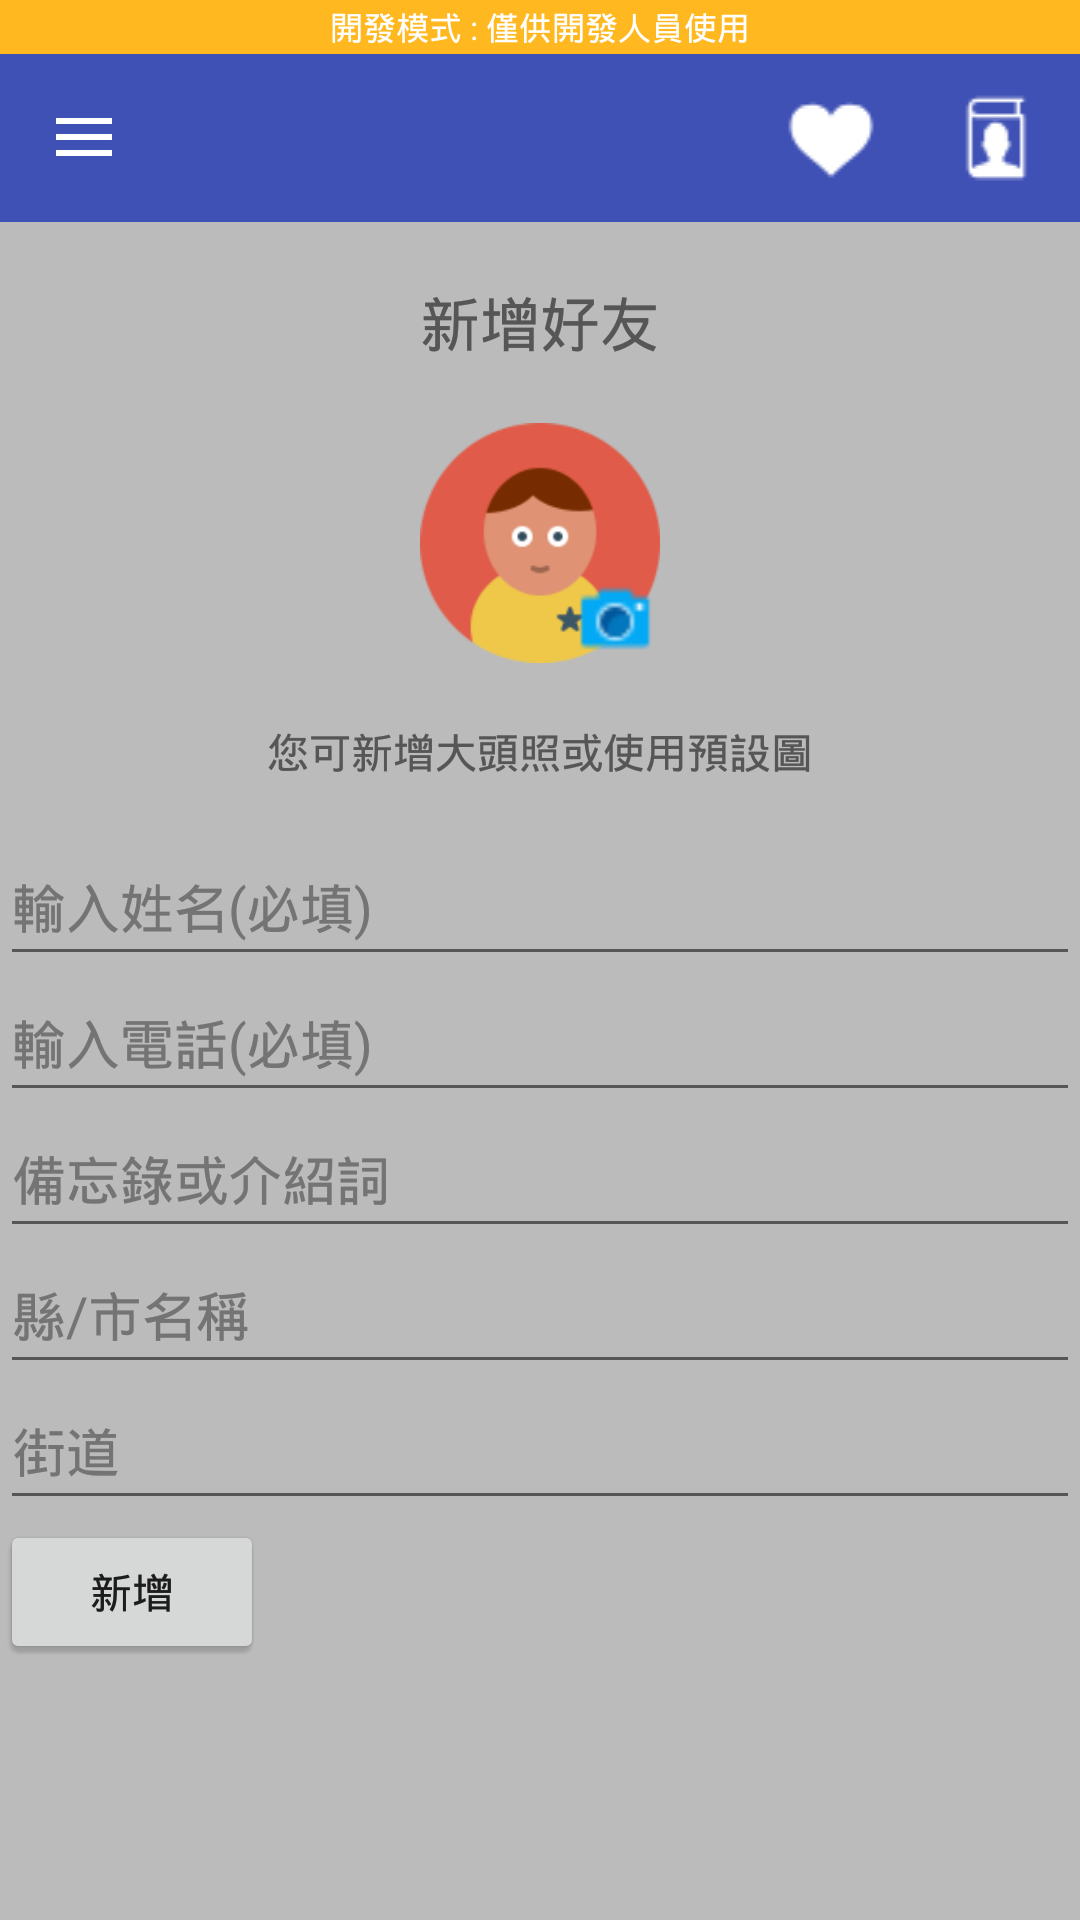 開發模式 : 僅供開發人員使用
新增好友
您可新增大頭照或使用預設圖
輸入姓名(必填)
輸入電話(必填)
備忘錄或介紹詞
縣/市名稱
街道
新增